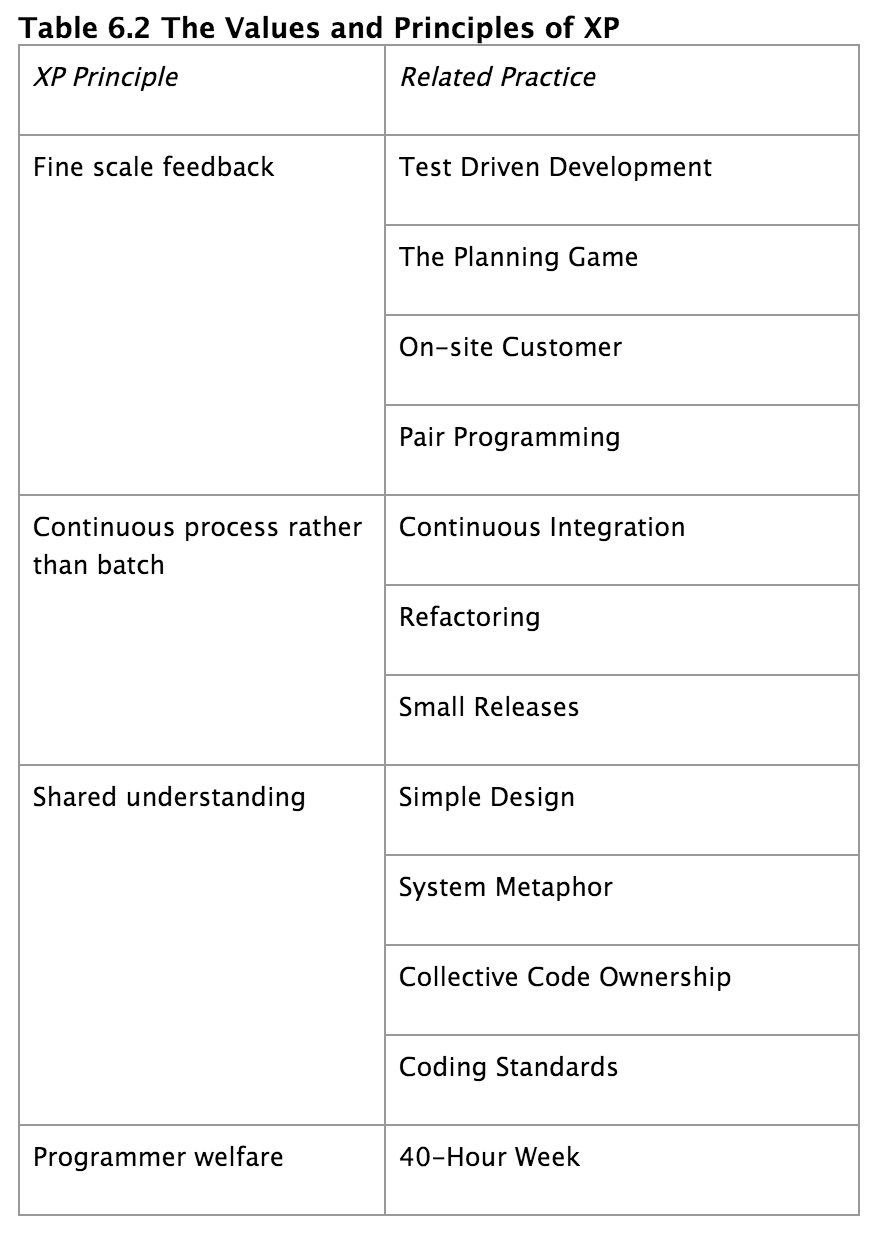 Table 6.2 The Values and Principles of XP
XP Principle
Related Practice
Fine scale feedback
Test Driven Development
The Planning Game
On-site Customer
Pair Programming
Continuous process rather
than batch
Continuous Integration
Refactoring
Small Releases
Shared understanding
Simple Design
System Metaphor
Collective Code Ownership
Coding Standards
Programmer welfare
40-Hour Week